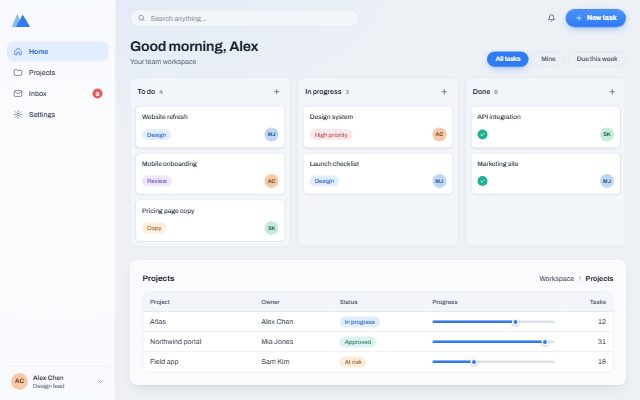 Search anything...
New task
Home
Projects
Inbox 3
Settings
Good morning, Alex
Your team workspace
All tasks Mine Due this week
To do 4
Website refresh
Design MJ
Mobile onboarding
Review AC
Pricing page copy
Copy SK
In progress 3
Design system
High priority AC
Launch checklist
Design MJ
Done 6
API integration
SK
Marketing site
MJ
Projects
Workspace > Projects
Project Owner Status Progress Tasks
Atlas Alex Chen In progress 12
Northwind portal Mia Jones Approved 31
Field app Sam Kim At risk 18
AC Alex Chen
Design lead